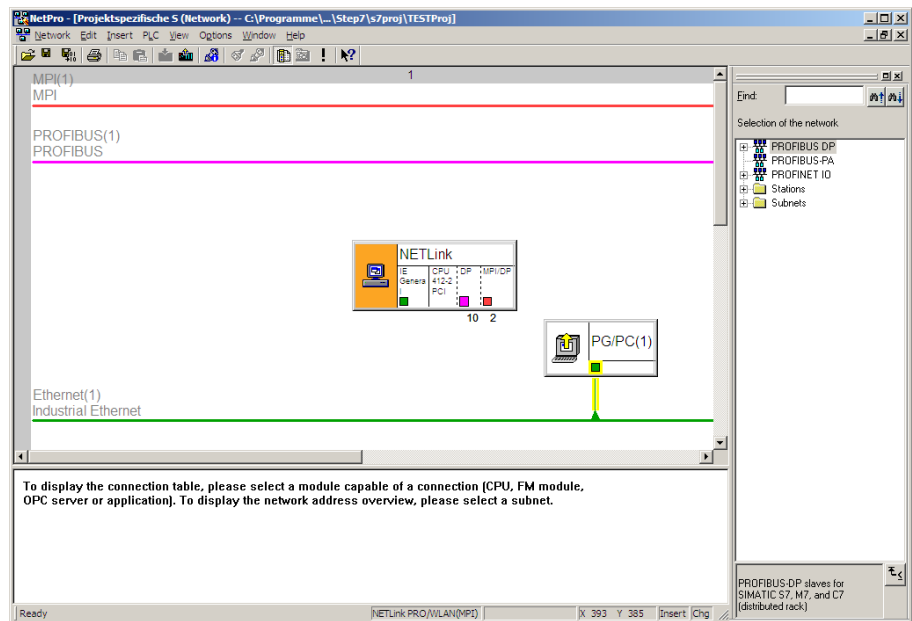 NetPro - [Projektspezifische S (Network) -- C:\Programme\...\Step7\s7proj\TESTProj]
Network Edit Insert PLC View Options Window Help
1
MPI(1)
MPI
PROFIBUS(1)
PROFIBUS
NETLink
IE
Genera
l
CPU
412-2
PCI
DP
MPI/DP
10 2
PG/PC(1)
Ethernet(1)
Industrial Ethernet
To display the connection table, please select a module capable of a connection (CPU, FM module,
OPC server or application). To display the network address overview, please select a subnet.
Find:
Selection of the network
PROFIBUS DP
PROFIBUS-PA
PROFINET IO
Stations
Subnets
PROFIBUS-DP slaves for
SIMATIC S7, M7, and C7
(distributed rack)
Ready
NETLink PRO/WLAN(MPI)
X 393 Y 385
Insert
Chg